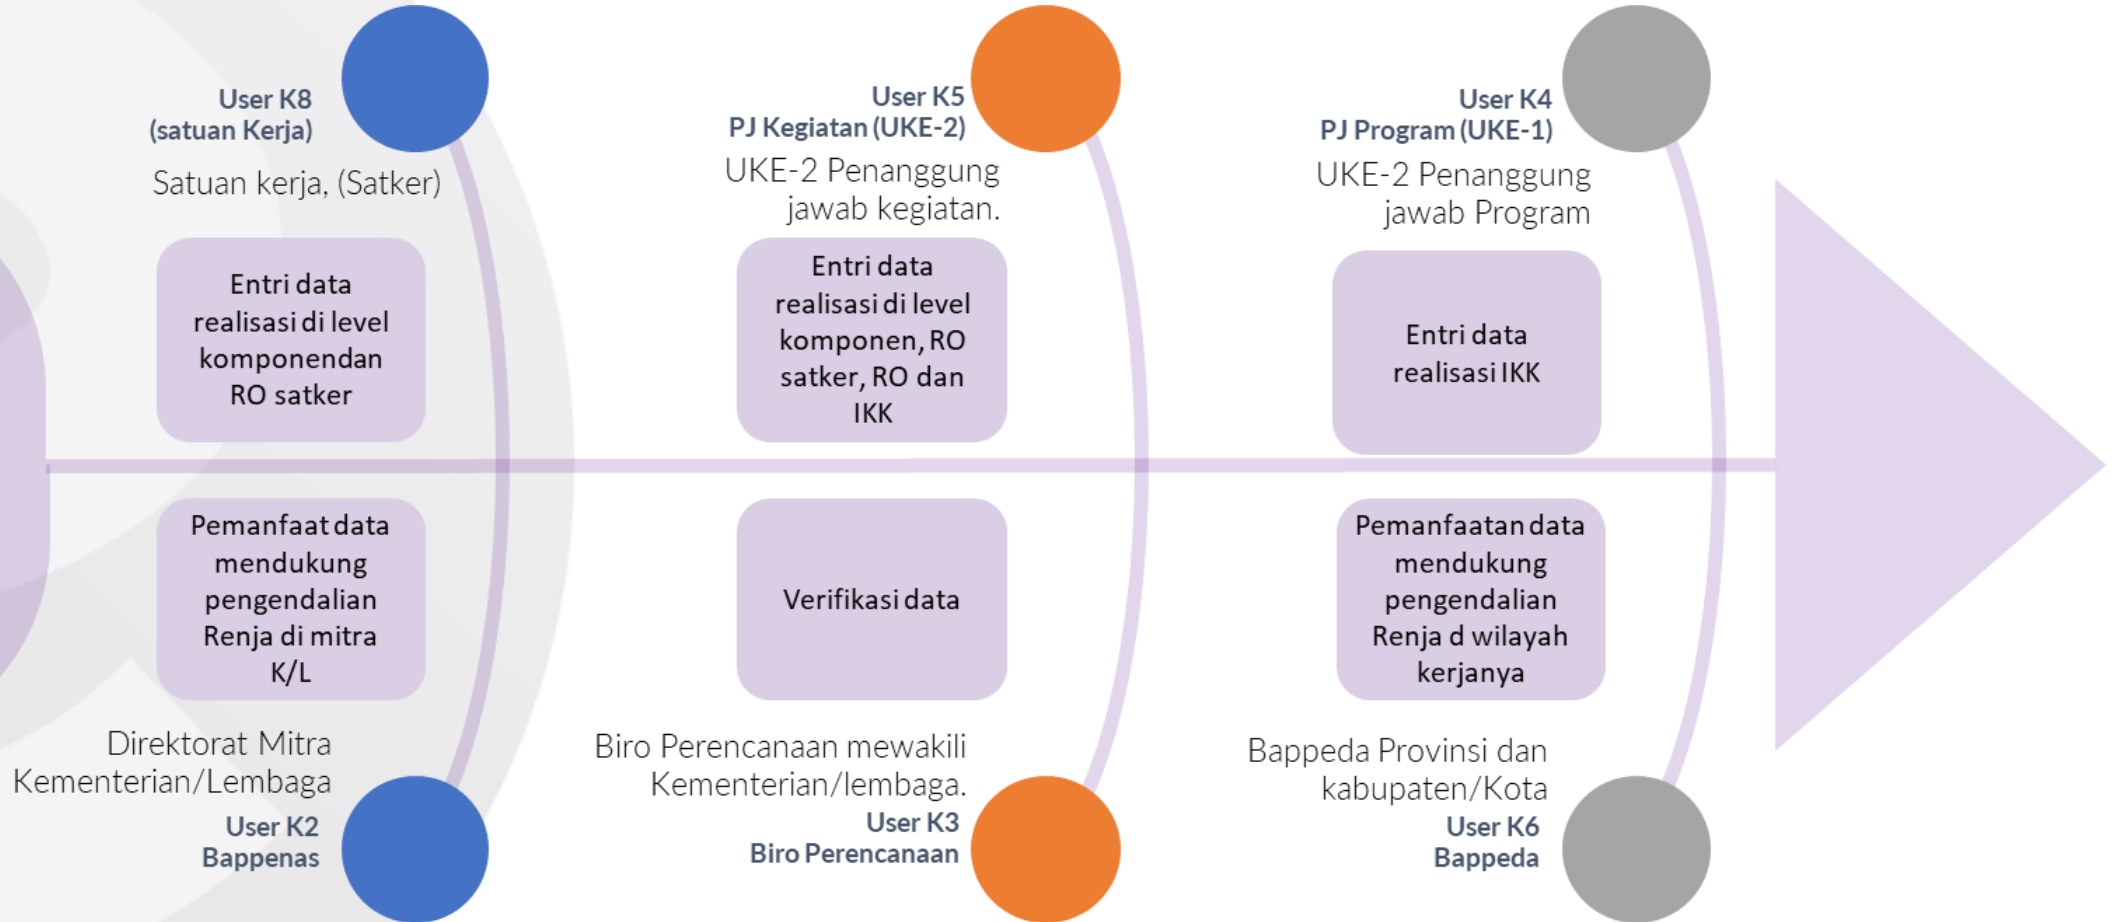 User K8
(satuan Kerja)
Satuan kerja, (Satker)
Entri data
realisasi di level
komponendan
RO satker
User K5
PJ Kegiatan (UKE-2)
UKE-2 Penanggung
jawab kegiatan.
Entri data
realisasi di level
komponen, RO
satker, RO dan
IKK
User K4
PJ Program (UKE-1)
UKE-2 Penanggung
jawab Program
Entri data
realisasi IKK
Pemanfaat data
mendukung
pengendalian
Renja di mitra
K/L
Direktorat Mitra
Kementerian/Lembaga
User K2
Bappenas
Verifikasi data
Biro Perencanaan mewakili
Kementerian/lembaga.
User K3
Biro Perencanaan
Pemanfaatan data
mendukung
pengendalian
Renja d wilayah
kerjanya
Bappeda Provinsi dan
kabupaten/Kota
User K6
Bappeda